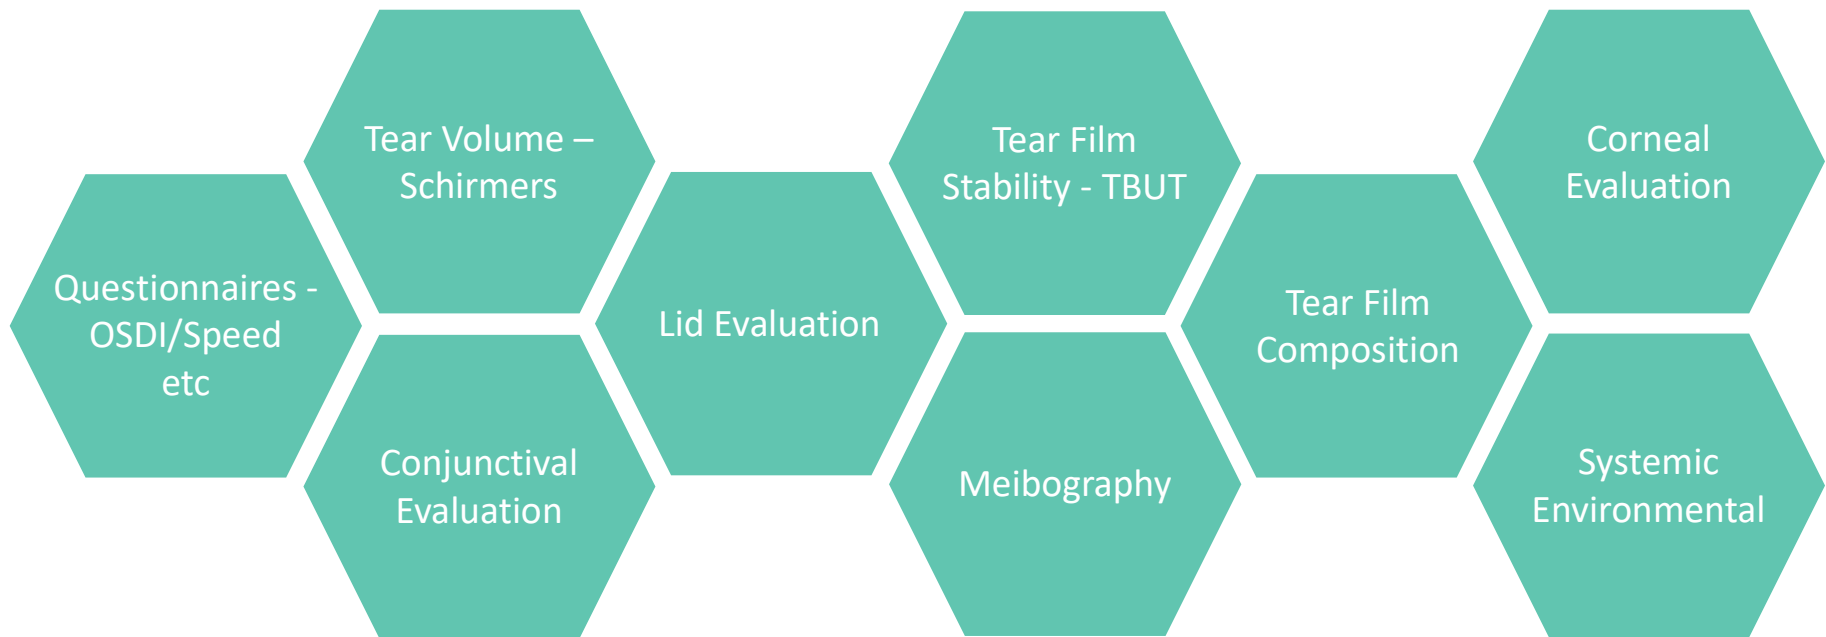 Questionnaires -
OSDI/Speed
etc
Tear Volume –
Schirmers
Conjunctival
Evaluation
Lid Evaluation
Tear Film
Stability - TBUT
Meibography
Tear Film
Composition
Corneal
Evaluation
Systemic
Environmental